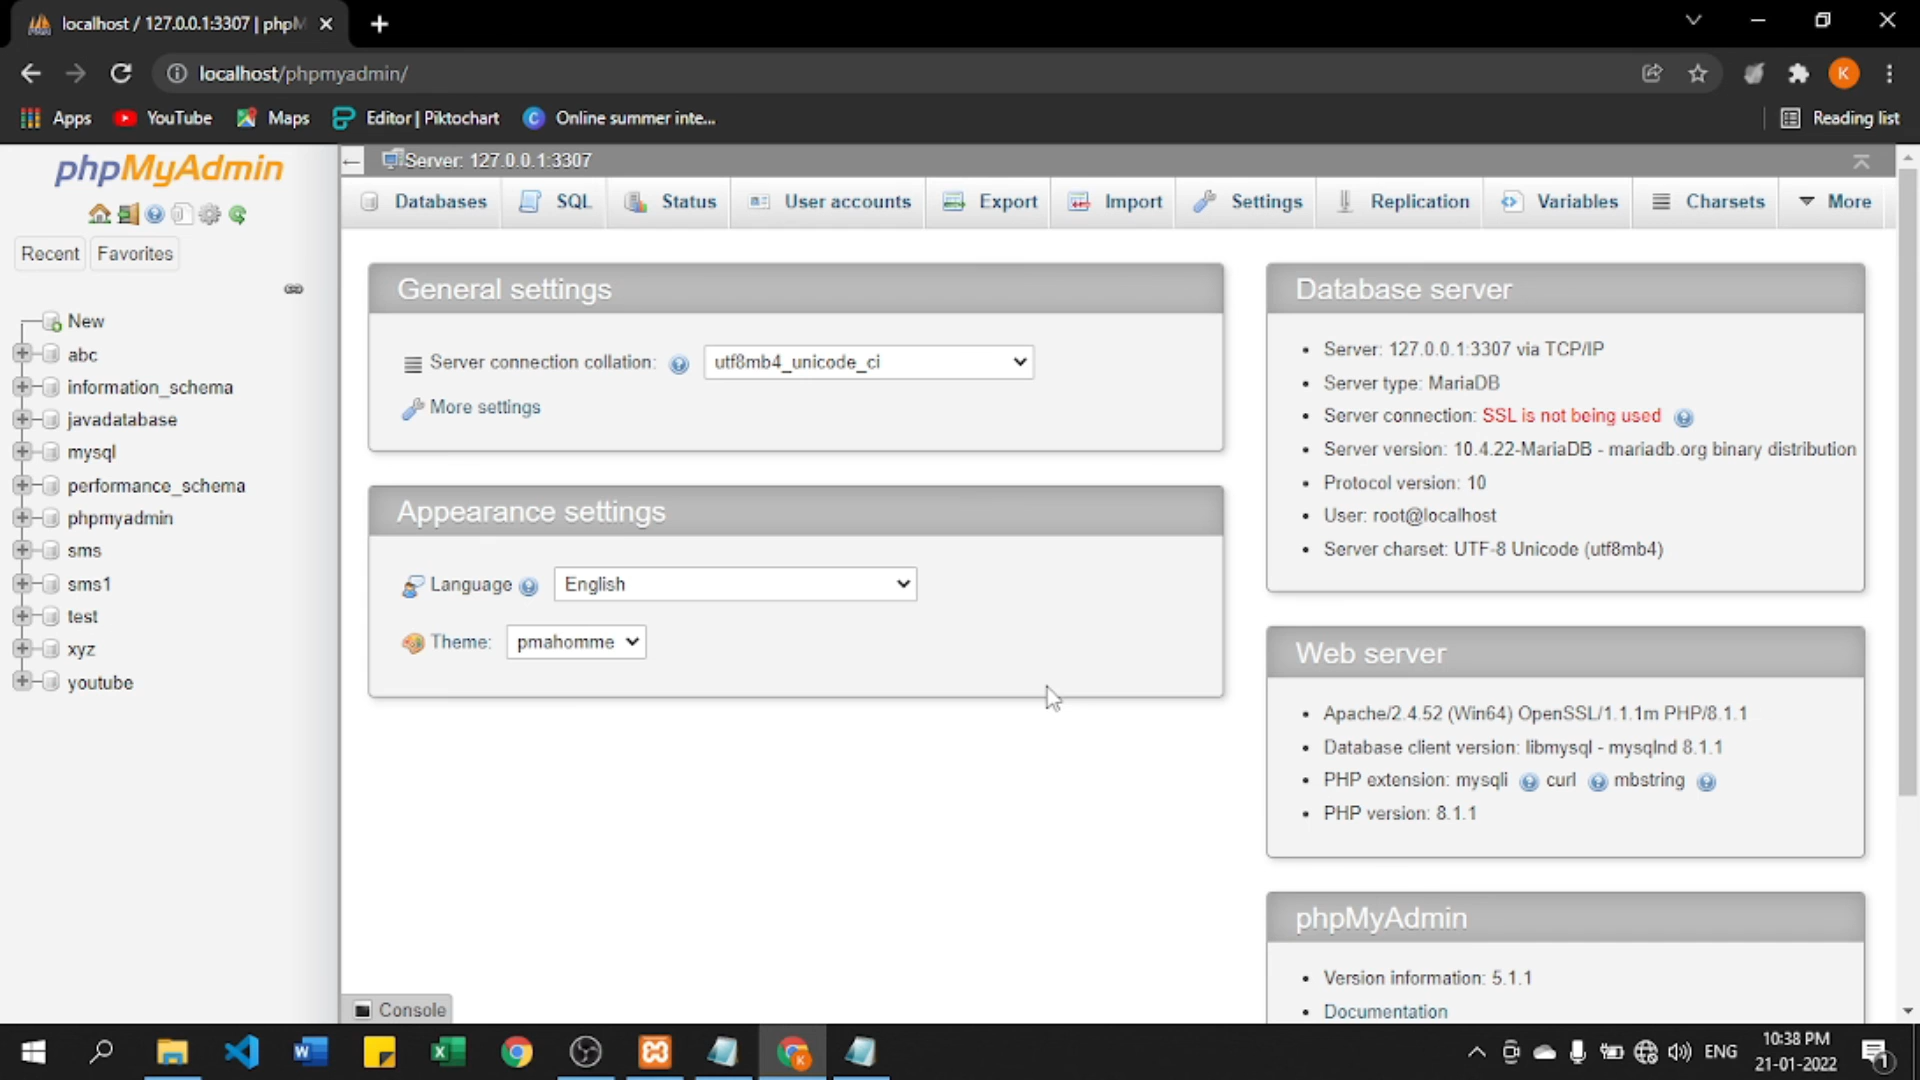 localhost / 127.0.0.1:3307 | phpM
localhost/phpmyadmin/
K
Apps
YouTube
Maps
Editor | Piktochart
C
Online summer inte...
Reading list
phpMyAdmin
Recent
Favorites
New
abc
information_schema
javadatabase
mysql
performance_schema
phpmyadmin
sms
sms1
test
xyz
youtube
Server: 127.0.0.1:3307
Databases
SQL
Status
User accounts
Export
Import
Settings
Replication
Variables
Charsets
More
General settings
Server connection collation:
utf8mb4_unicode_ci
More settings
Appearance settings
Language
English
Theme:
pmahomme
Database server
Server: 127.0.0.1:3307 via TCP/IP
Server type: MariaDB
Server connection: SSL is not being used
Server version: 10.4.22-MariaDB - mariadb.org binary distribution
Protocol version: 10
User: root@localhost
Server charset: UTF-8 Unicode (utf8mb4)
Web server
Apache/2.4.52 (Win64) OpenSSL/1.1.1m PHP/8.1.1
Database client version: libmysql - mysqlnd 8.1.1
PHP extension: mysqli curl mbstring
PHP version: 8.1.1
phpMyAdmin
Version information: 5.1.1
Documentation
Console
ENG
10:38 PM
21-01-2022
1